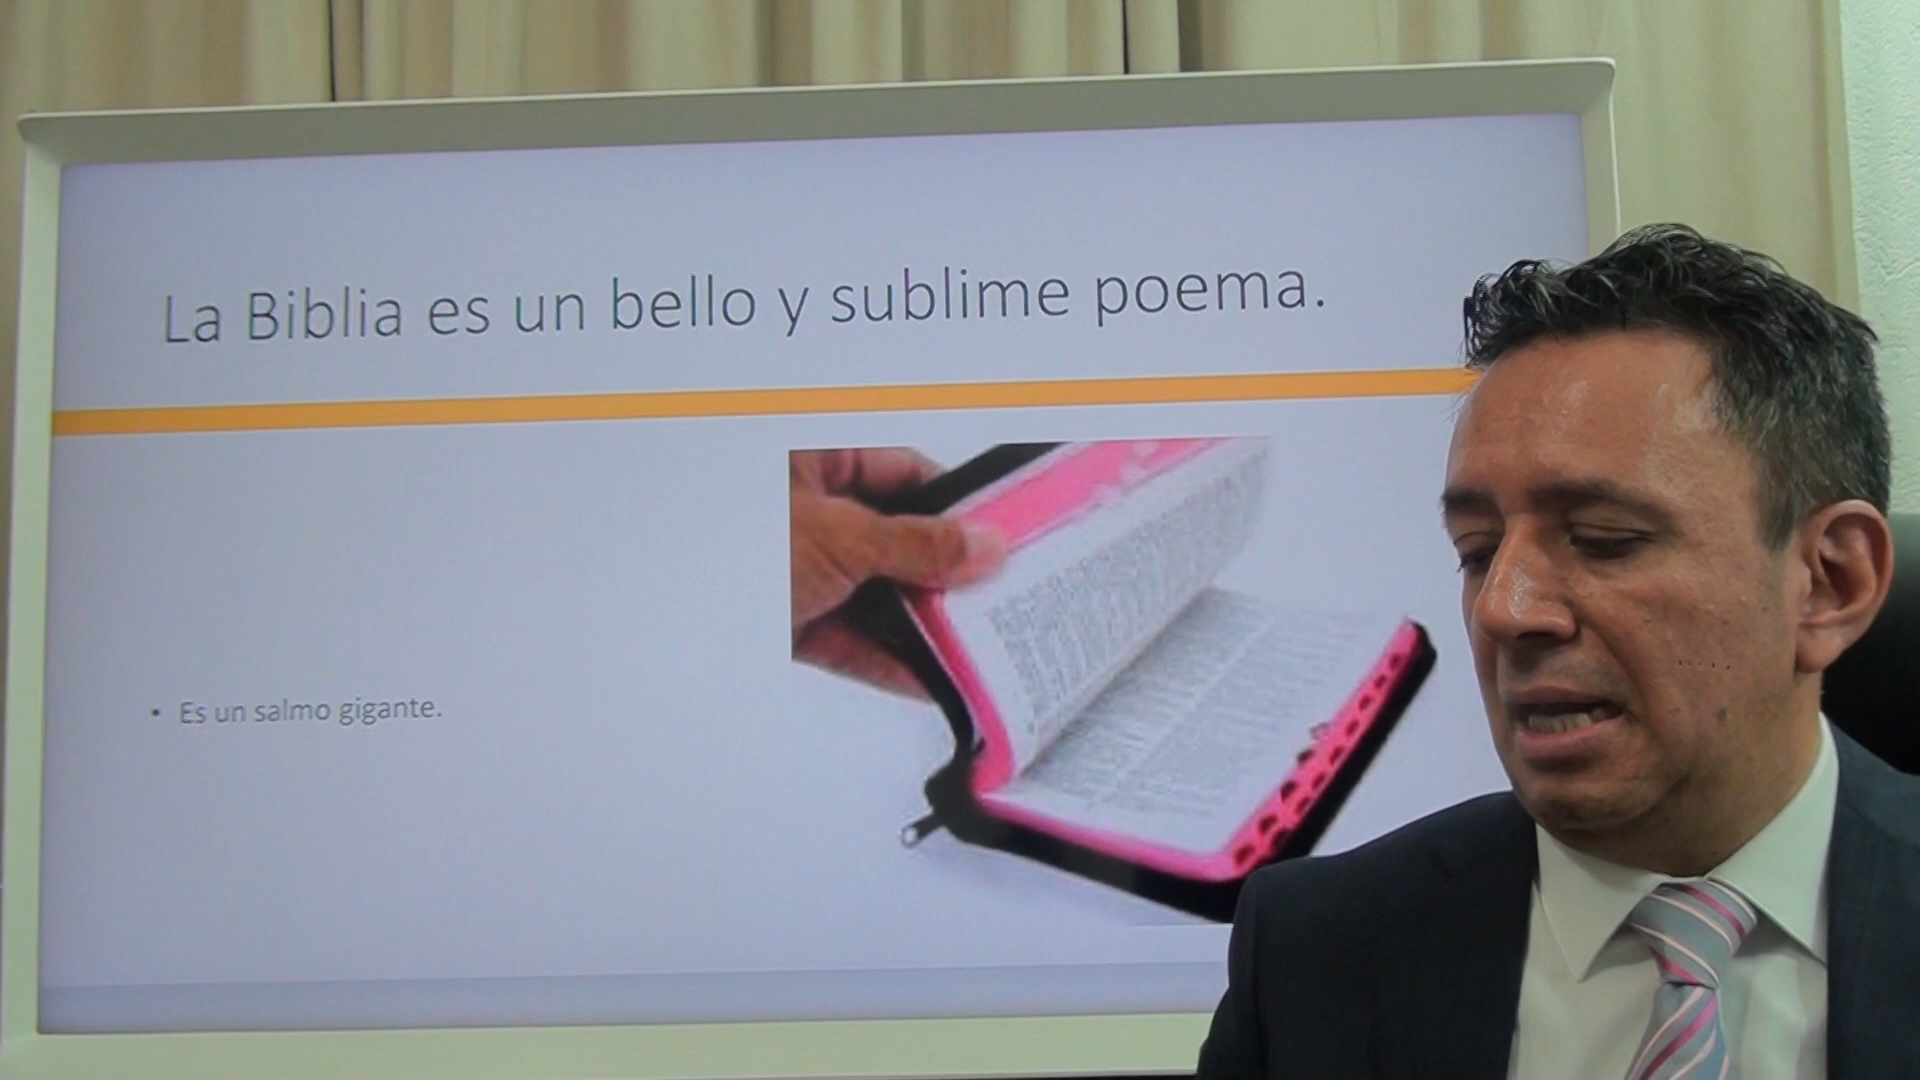 La Biblia es un bello y sublime poema.
• Es un salmo gigante.